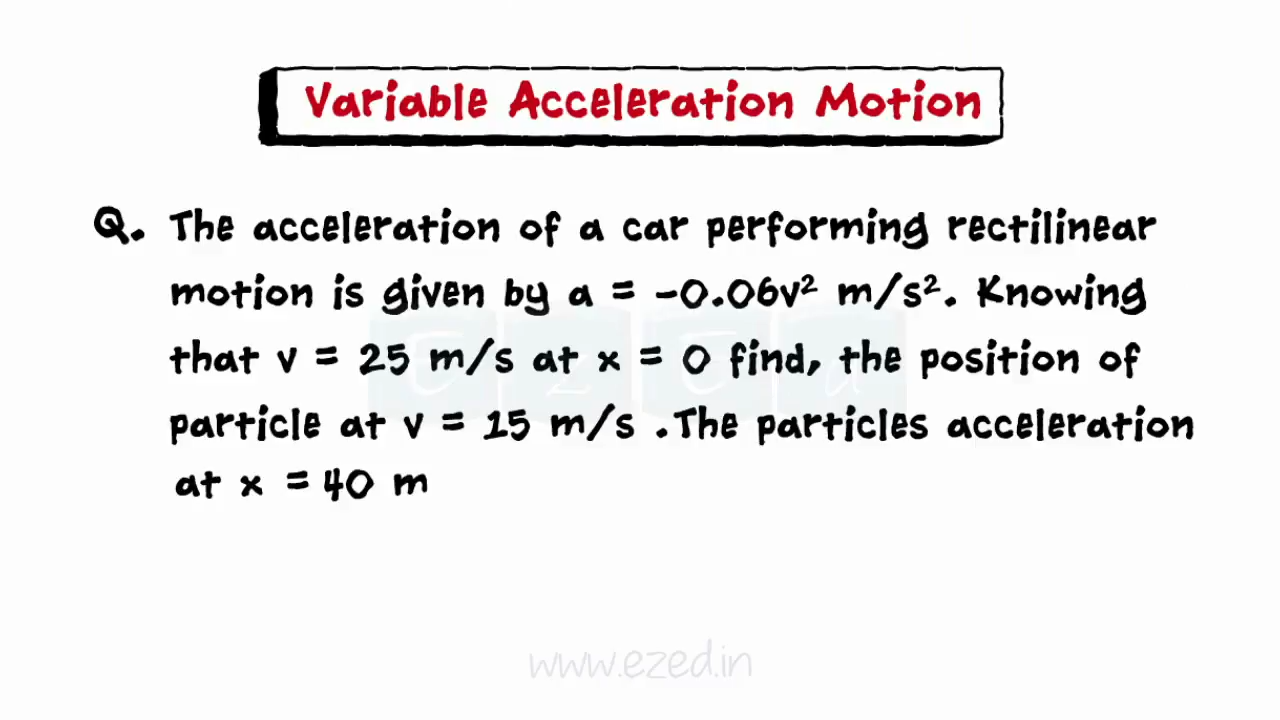 Variable Acceleration Motion
Q. The acceleration of a car performing rectilinear
motion is given by a = -0.06v² m/s². Knowing
that v = 25 m/s at x = 0 find, the position of
particle at v = 15 m/s .The particles acceleration
at x = 40 m
EZEd
www.ezed.in